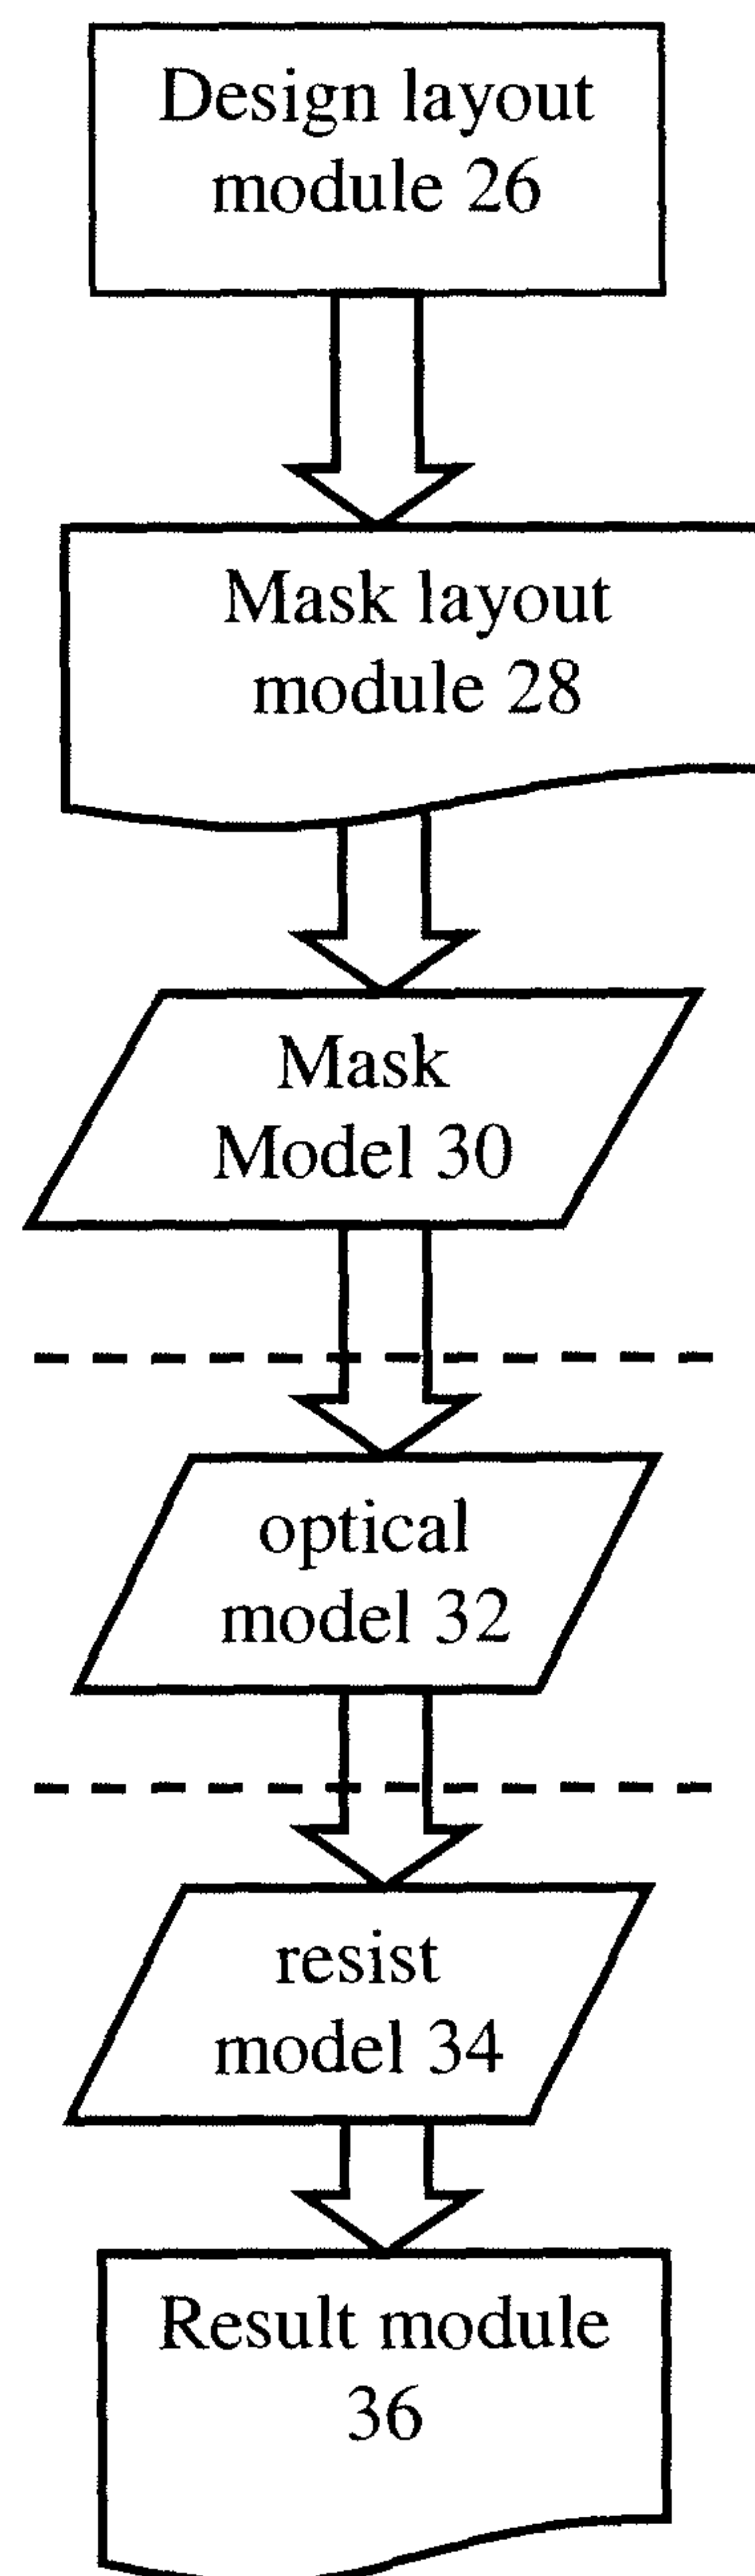 Design layout
module 26
Mask layout
module 28
Mask
Model 30
optical
model 32
resist
model 34
Result module
36